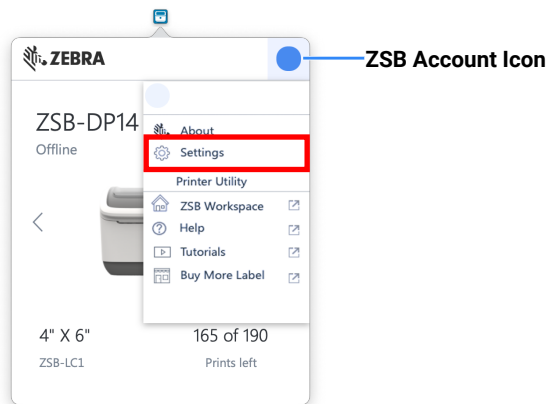 ZEBRA
ZSB Account Icon
ZSB-DP14
Offline
About
Settings
Printer Utility
ZSB Workspace
Help
Tutorials
Buy More Label
4" X 6"
165 of 190
ZSB-LC1
Prints left